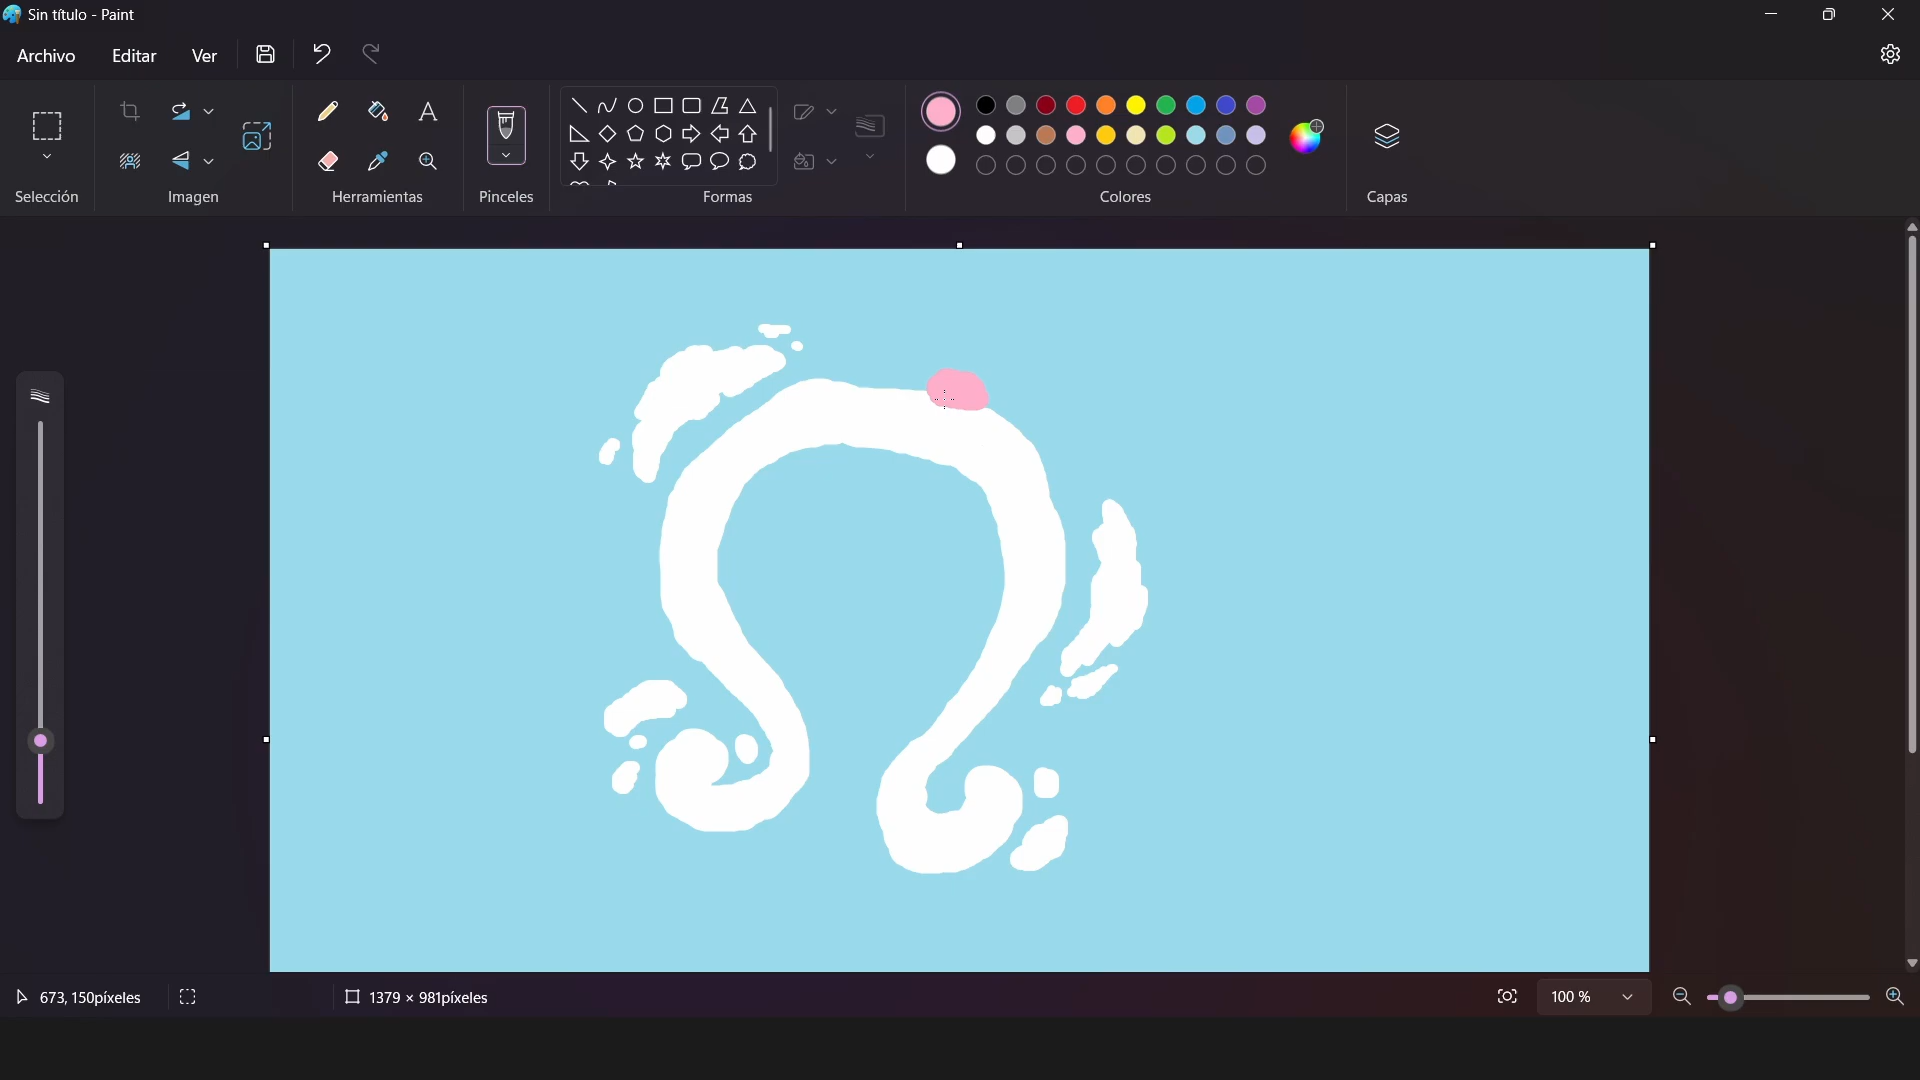 Sin título - Paint
Archivo Editar Ver
Selección Imagen Herramientas Pinceles Formas Colores Capas
673, 150píxeles 1379 × 981píxeles 100 %